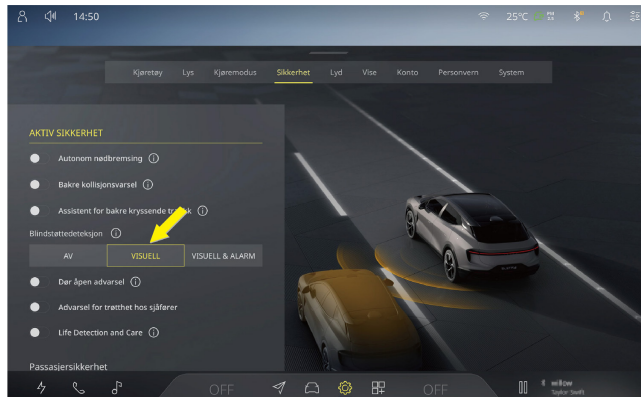 14:50
25°C
Kjøretøy Lys Kjøremodus Sikkerhet Lyd Vise Konto Personvern System
AKTIV SIKKERHET
Autonom nødbremsing
Bakre kollisjonsvarsel
Assistent for bakre kryssende
Blindstøttedeteksjon
AV VISUELL VISUELL & ALARM
Dør åpen advarsel
Advarsel for trøtthet hos sjåfører
Life Detection and Care
Passasjersikkerhet
OFF OFF
willow
Taylor Swift